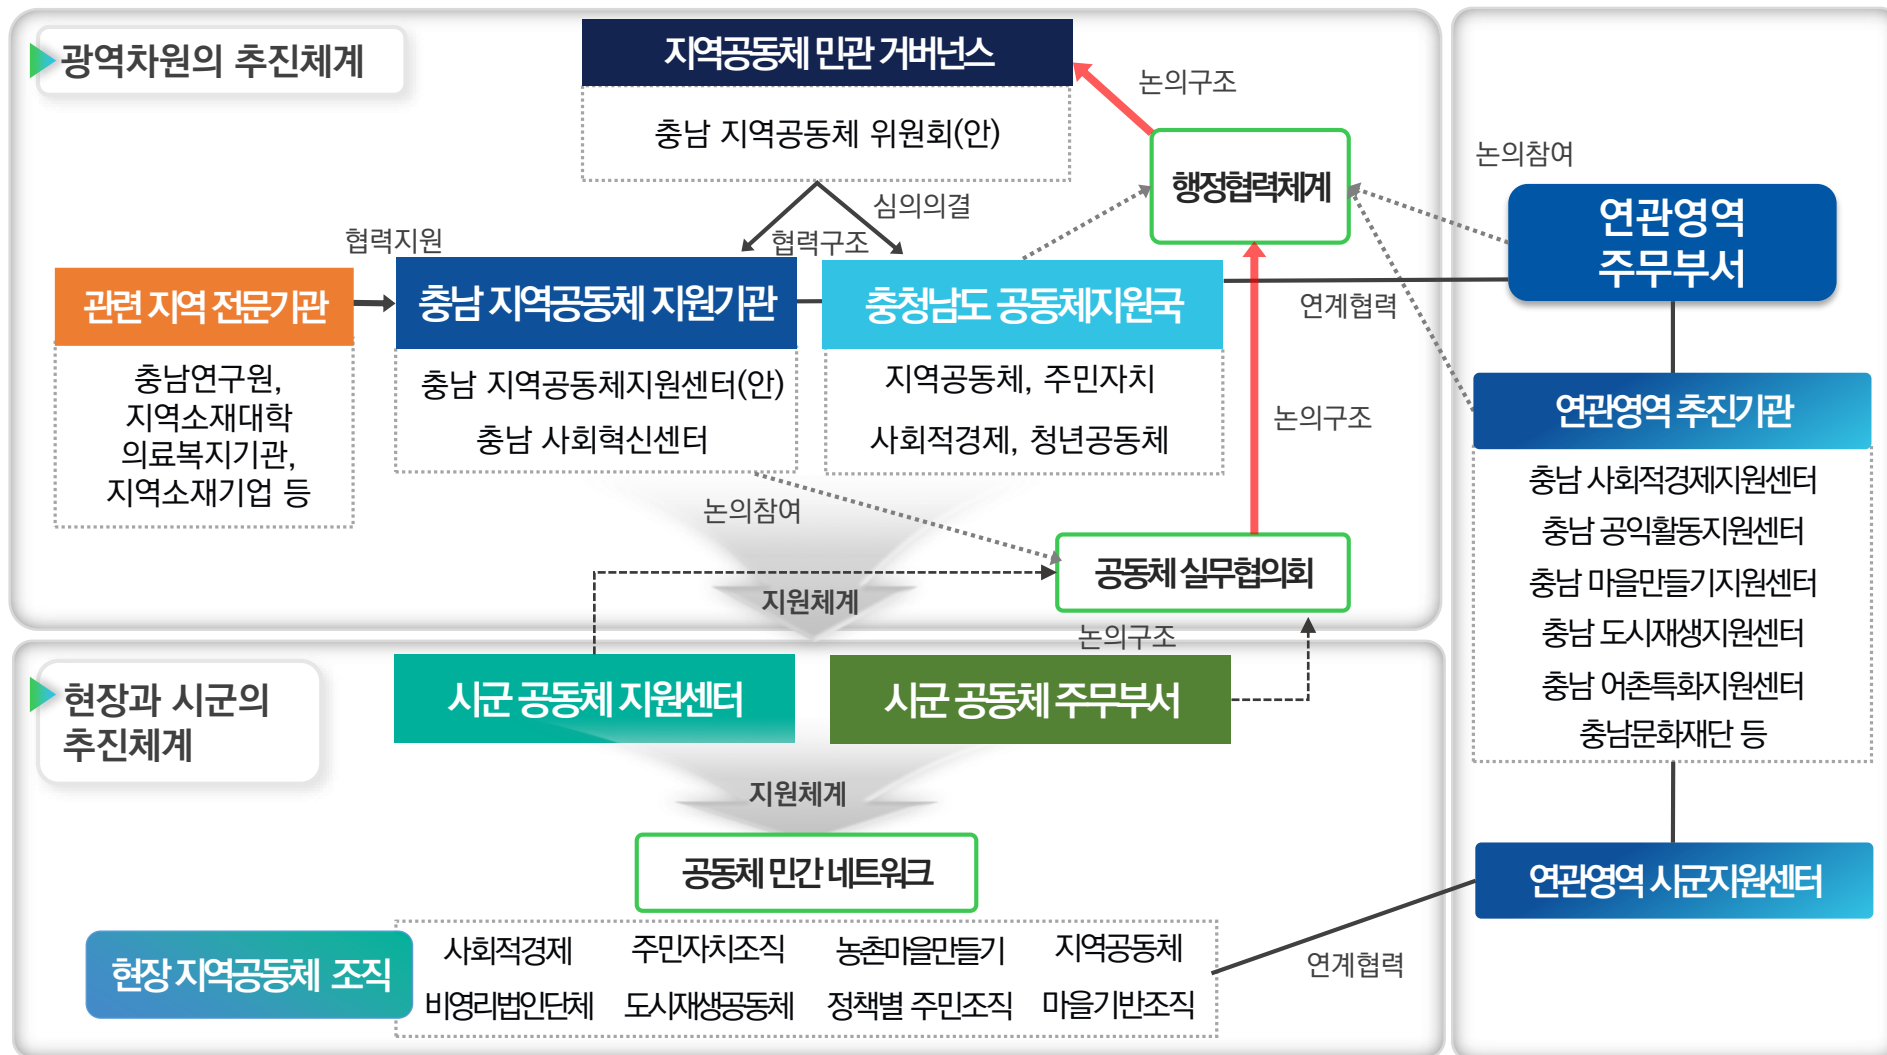 광역차원의 추진체계
지역공동체 민관 거버넌스
충남 지역공동체 위원회(안)
논의구조
행정협력체계
논의참여
연관영역
주무부서
심의의결
협력구조
협력지원
관련 지역 전문기관
충남연구원,
지역소재대학
의료복지기관,
지역소재기업 등
충남 지역공동체 지원기관
충남 지역공동체지원센터(안)
충남 사회혁신센터
충청남도 공동체지원국
지역공동체, 주민자치
사회적경제, 청년공동체
연계협력
논의구조
논의참여
공동체 실무협의회
지원체계
논의구조
연관영역 추진기관
충남 사회적경제지원센터
충남 공익활동지원센터
충남 마을만들기지원센터
충남 도시재생지원센터
충남 어촌특화지원센터
충남문화재단 등
현장과 시군의
추진체계
시군 공동체 지원센터
시군 공동체 주무부서
지원체계
공동체 민간 네트워크
연관영역 시군지원센터
현장 지역공동체 조직
사회적경제 주민자치조직 농촌마을만들기 지역공동체
비영리법인단체 도시재생공동체 정책별 주민조직 마을기반조직
연계협력